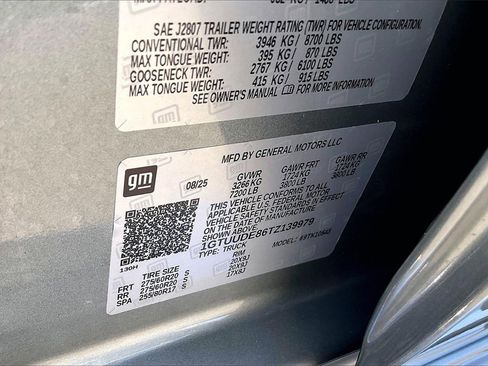 SAE J2807 TRAILER WEIGHT RATING (TWR) F/VEHICLE CONFIGURATION
CONVENTIONAL TWR: 3946 KG / 8700 LBS
MAX TONGUE WEIGHT: 395 KG / 870 LBS
GOOSENECK TWR: 2767 KG / 6100 LBS
MAX TONGUE WEIGHT: 415 KG / 915 LBS
SEE OWNER'S MANUAL F/MORE INFORMATION
gm
MFD BY GENERAL MOTORS LLC
08/25 GVWR GAWR FRT GAWR RR
3266 KG 1724 KG 1724 KG
7200 LB 3800 LB 3800 LB
THIS VEHICLE CONFORMS TO ALL APPLICABLE
U.S. FEDERAL MOTOR VEHICLE SAFETY
STANDARDS IN EFFECT ON THE DATE OF MANUFACTURE SHOWN ABOVE.
1GTUUDE86TZ139979
TYPE: TRUCK MODEL:
130H
TIRE SIZE RIM
FRT 275/60R20 S 20X9J
RR 275/60R20 S 20X9J
SPA 255/80R17 S 17X8J